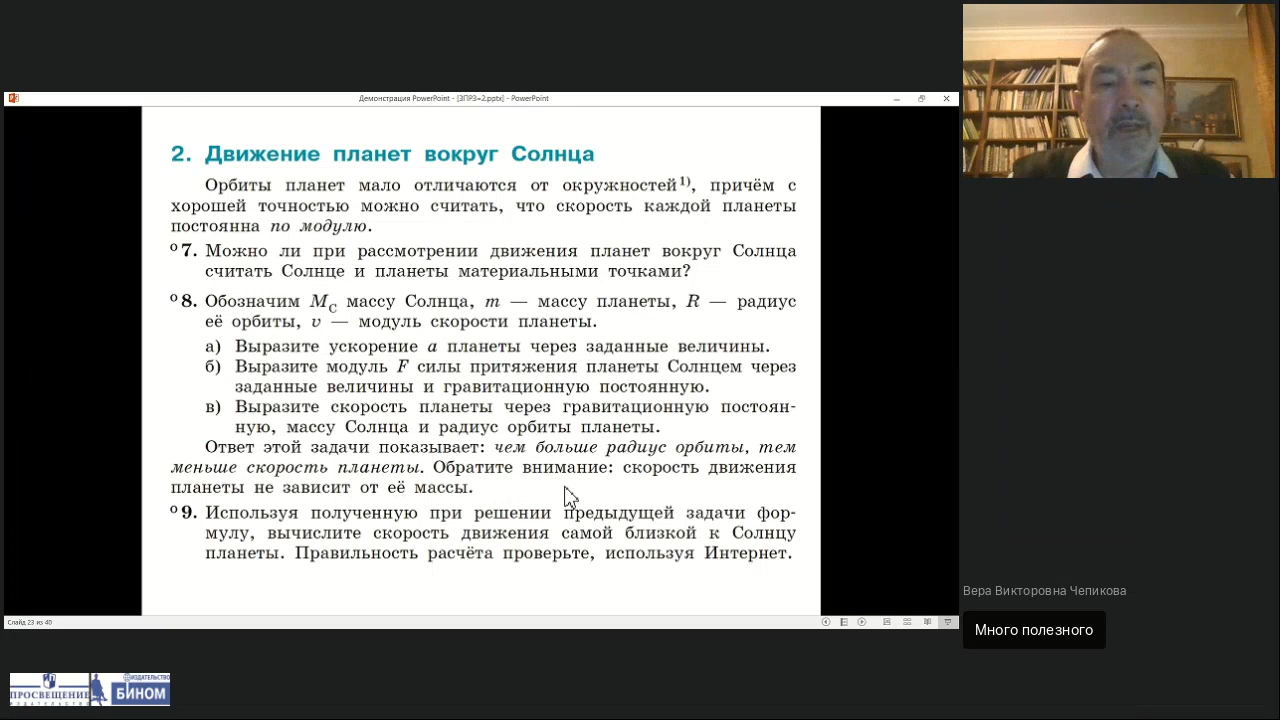 Демонстрация PowerPoint - [ЗПРЗ=2.pptx] - PowerPoint
2. Движение планет вокруг Солнца
Орбиты планет мало отличаются от окружностей1), причём с
хорошей точностью можно считать, что скорость каждой планеты
постоянна по модулю.
о 7. Можно ли при рассмотрении движения планет вокруг Солнца
считать Солнце и планеты материальными точками?
о 8. Обозначим MС массу Солнца, m — массу планеты, R — радиус
её орбиты, v — модуль скорости планеты.
а) Выразите ускорение a планеты через заданные величины.
б) Выразите модуль F силы притяжения планеты Солнцем через
заданные величины и гравитационную постоянную.
в) Выразите скорость планеты через гравитационную постоян-
ную, массу Солнца и радиус орбиты планеты.
Ответ этой задачи показывает: чем больше радиус орбиты, тем
меньше скорость планеты. Обратите внимание: скорость движения
планеты не зависит от её массы.
о 9. Используя полученную при решении предыдущей задачи фор-
мулу, вычислите скорость движения самой близкой к Солнцу
планеты. Правильность расчёта проверьте, используя Интернет.
Слайд 23 из 40
Вера Викторовна Чепикова
Много полезного
ПРОСВЕЩЕНИЕ
ИЗДАТЕЛЬСТВО
ИЗДАТЕЛЬСТВО
БИНОМ